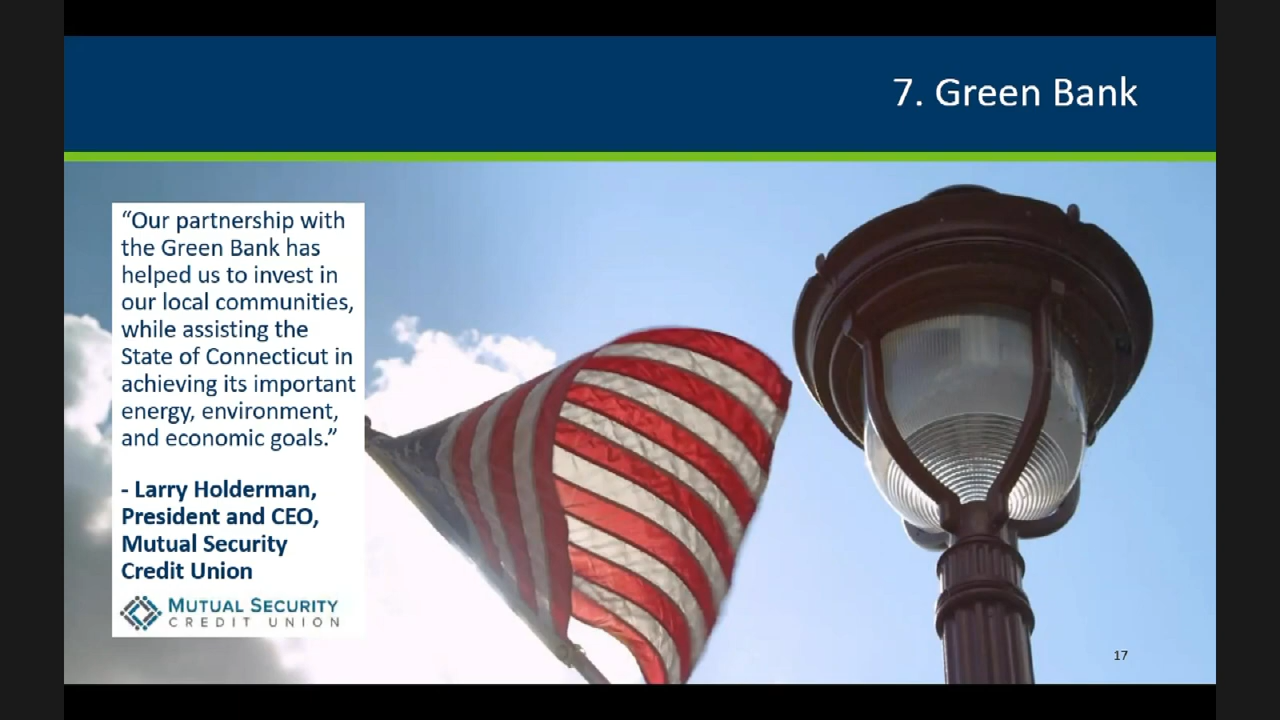 7. Green Bank
“Our partnership with
the Green Bank has
helped us to invest in
our local communities,
while assisting the
State of Connecticut in
achieving its important
energy, environment,
and economic goals.”
- Larry Holderman,
President and CEO,
Mutual Security
Credit Union
MUTUAL SECURITY
CREDIT UNION
17